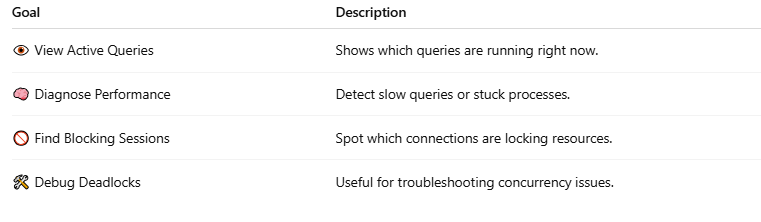 Goal Description
👁️ View Active Queries Shows which queries are running right now.
🧠 Diagnose Performance Detect slow queries or stuck processes.
🚫 Find Blocking Sessions Spot which connections are locking resources.
🛠️ Debug Deadlocks Useful for troubleshooting concurrency issues.